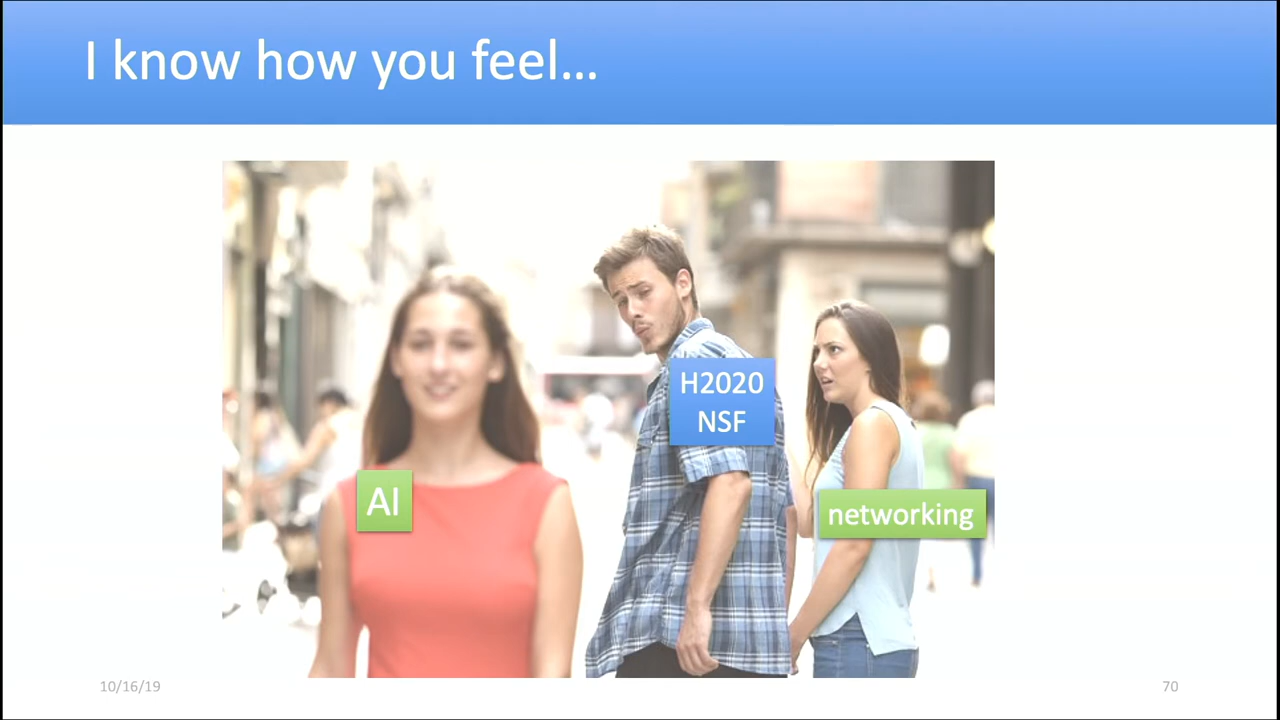 I know how you feel…
H2020
NSF
AI
networking
10/16/19
70